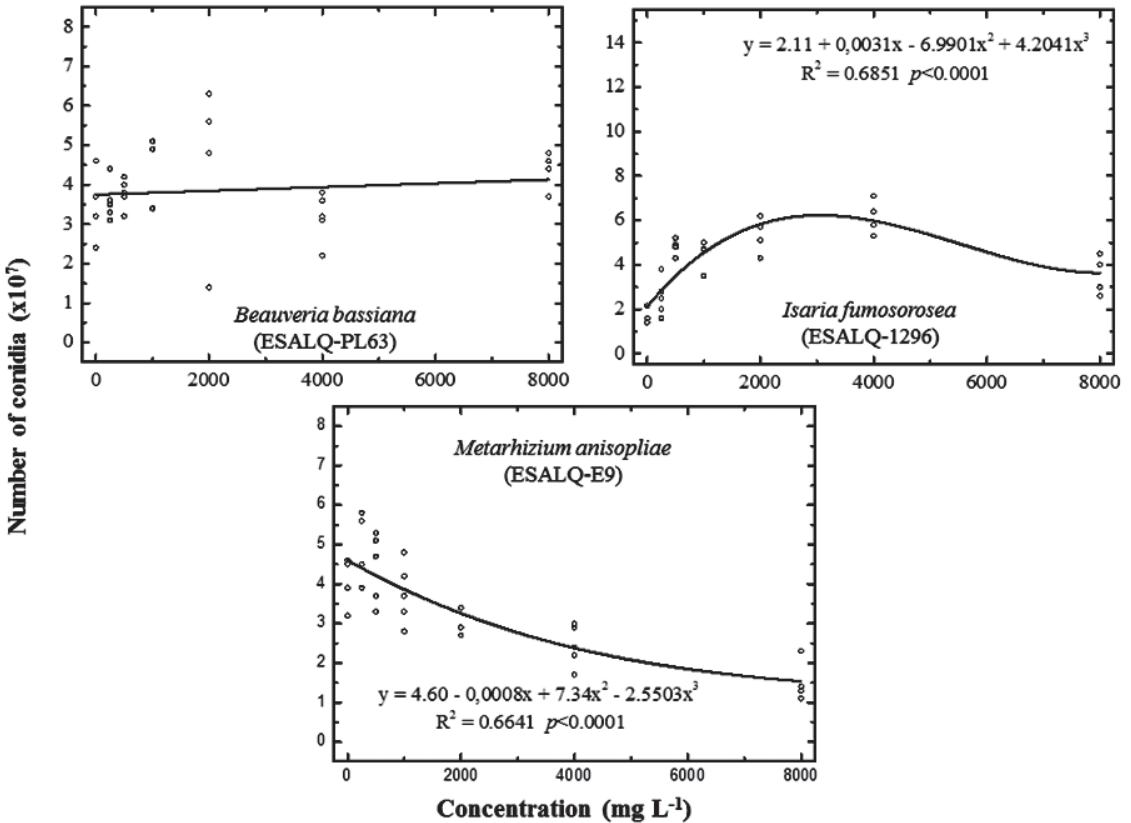 Number of conidia (x10⁷)
8
7
6
5
4
3
2
1
0
Beauveria bassiana
(ESALQ-PL63)
0 2000 4000 6000 8000
14
12
10
8
6
4
2
0
y = 2.11 + 0,0031x - 6.9901x² + 4.2041x³
R² = 0.6851 p<0.0001
Isaria fumosorosea
(ESALQ-1296)
0 2000 4000 6000 8000
8
7
6
5
4
3
2
1
0
Metarhizium anisopliae
(ESALQ-E9)
y = 4.60 - 0,0008x + 7.34x² - 2.5503x³
R² = 0.6641 p<0.0001
0 2000 4000 6000 8000
Concentration (mg L⁻¹)